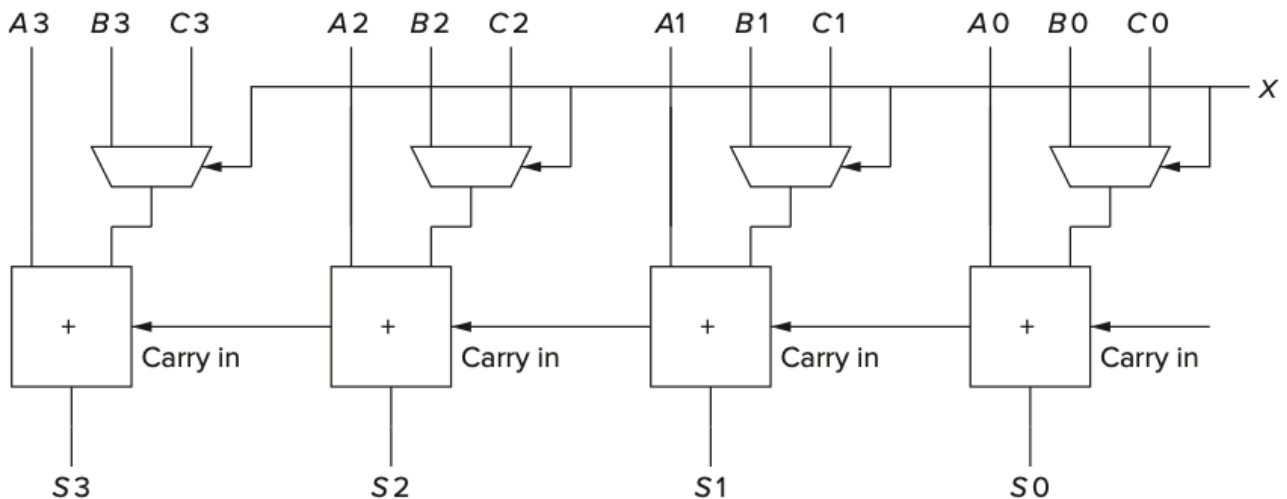 A3 B3 C3 A2 B2 C2 A1 B1 C1 A0 B0 C0
X
+ + + +
Carry in Carry in Carry in Carry in
S3 S2 S1 S0